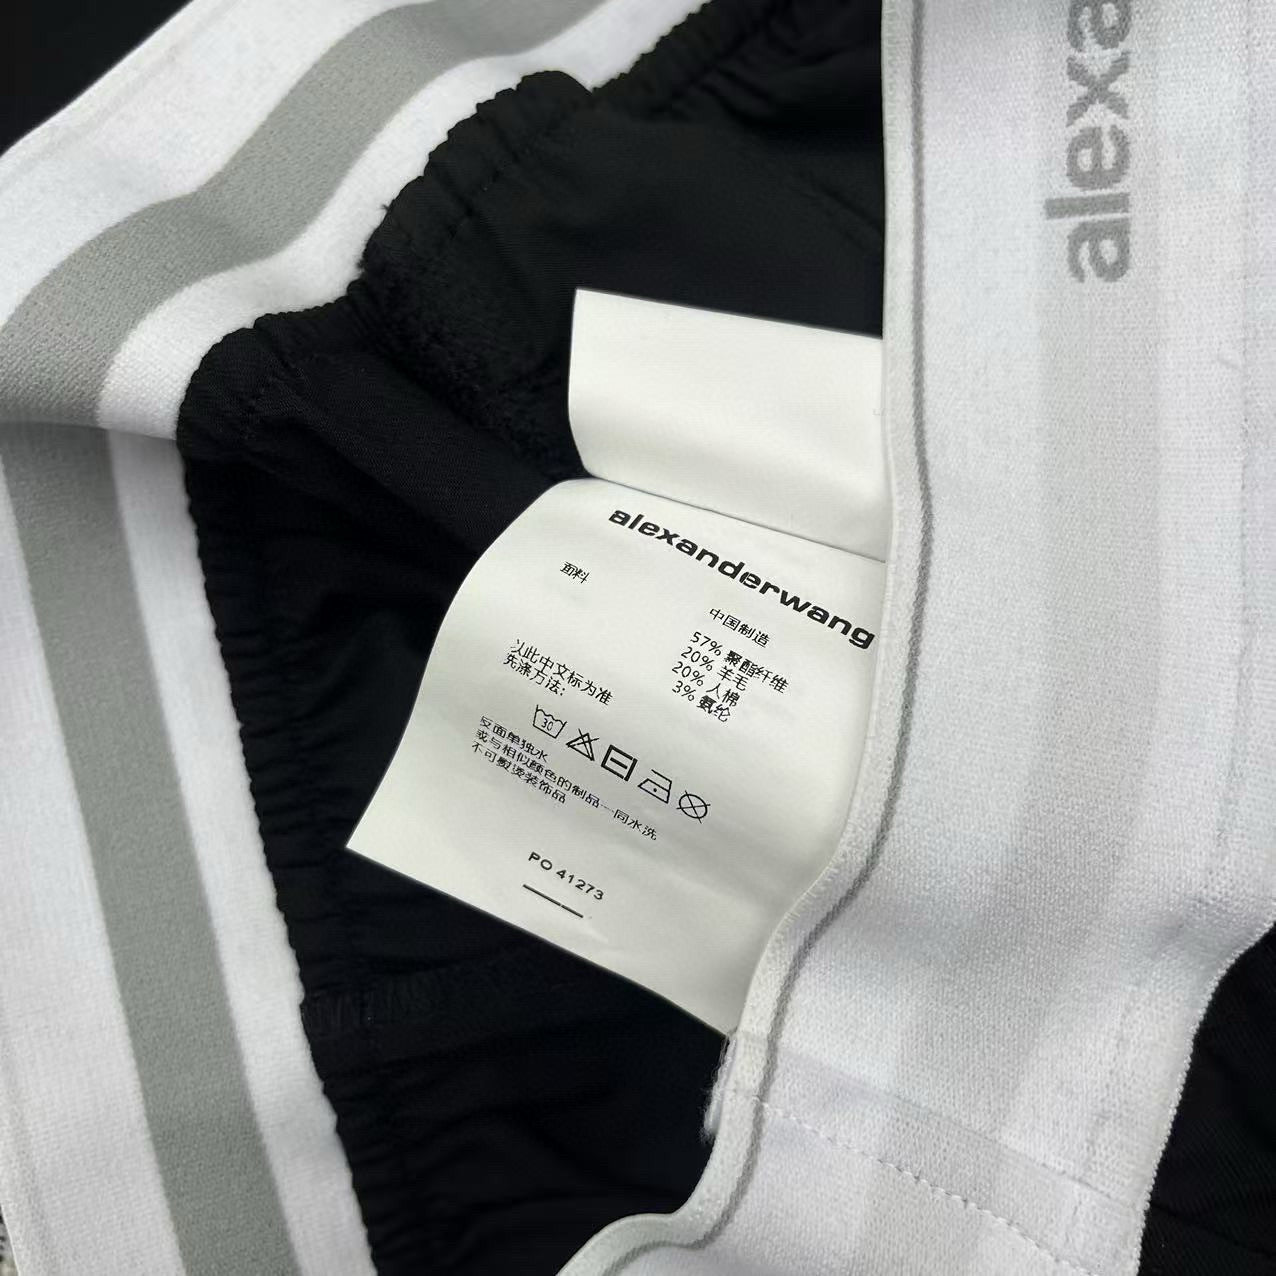 alexa
alexanderwang
面料
中国制造
57% 聚酯纤维
20% 羊毛
20% 人棉
3% 氨纶
以此中文标为准
先涤方法:
30
反面单独水
或与相似颜色的制品一同水洗
不可熨烫装饰品
PO 41273